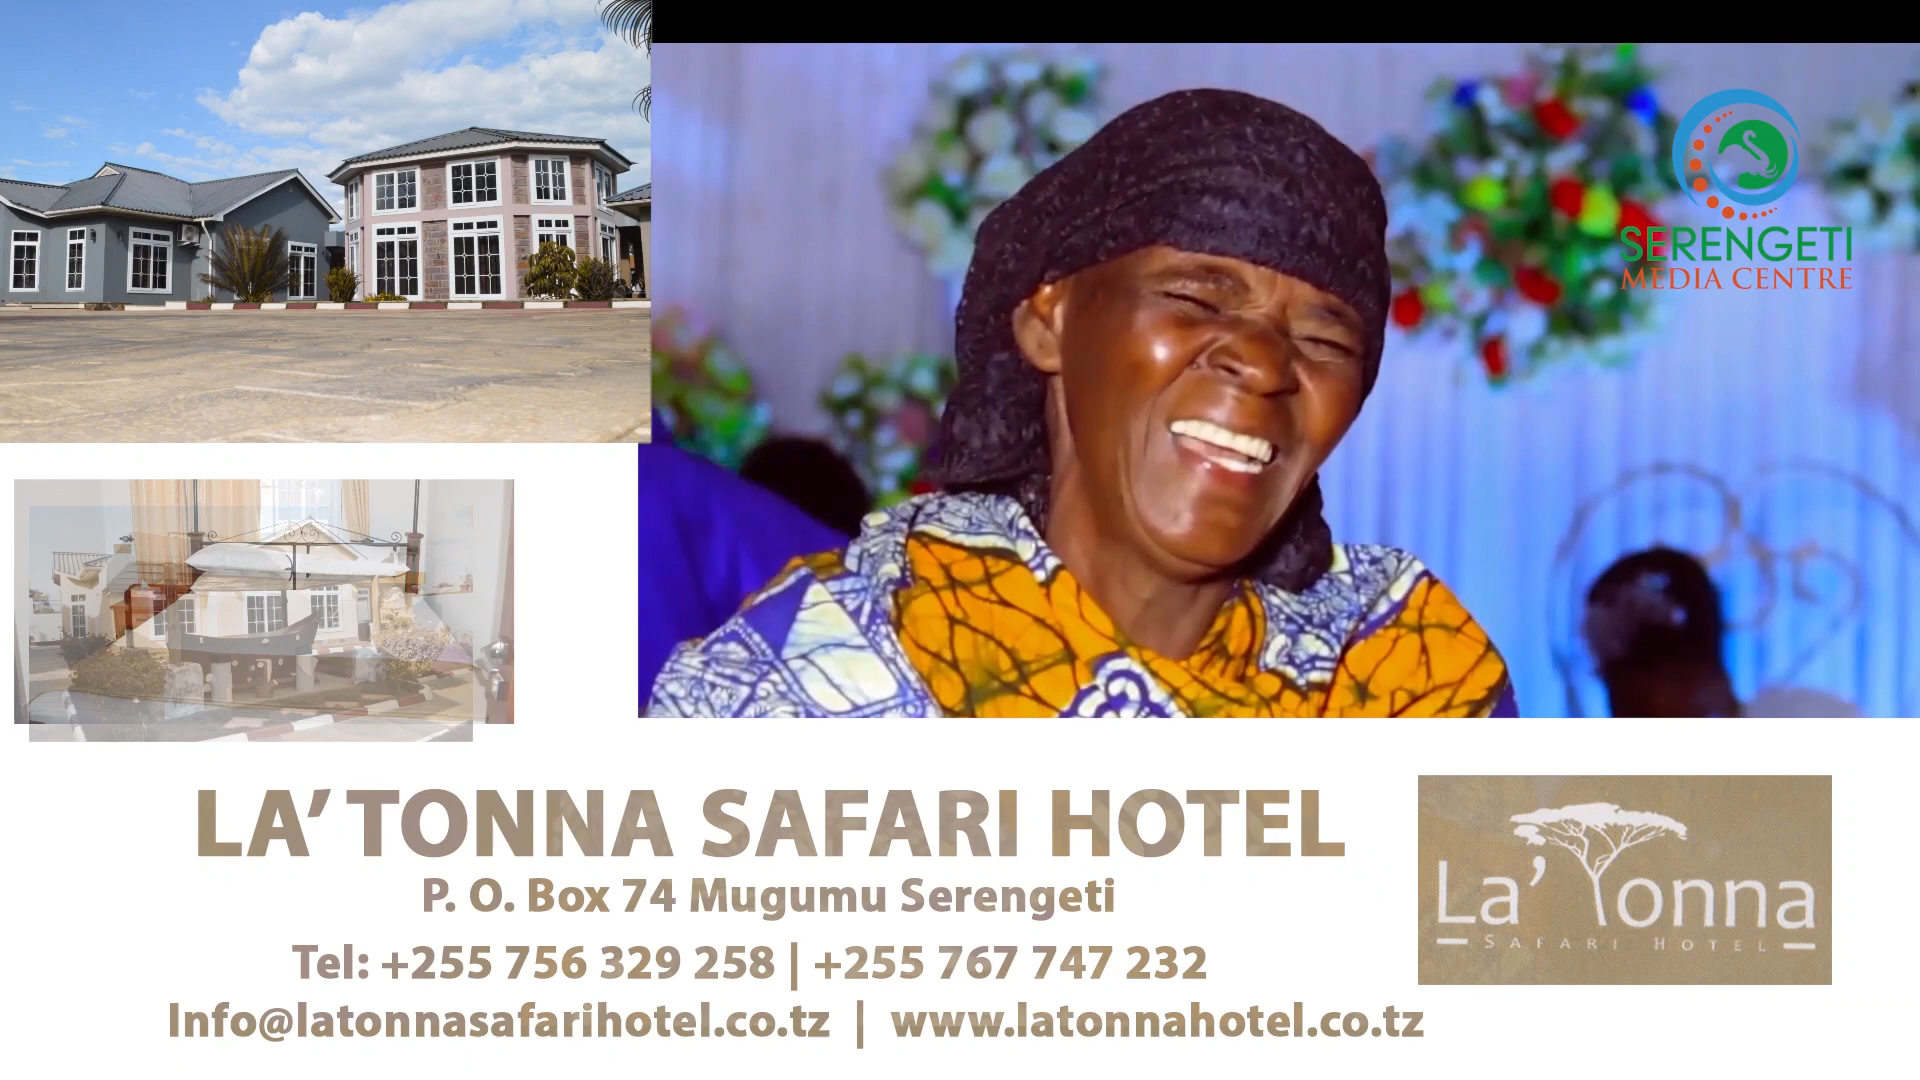 SERENGETI
MEDIA CENTRE
LA’ TONNA SAFARI HOTEL
P. O. Box 74 Mugumu Serengeti
Tel: +255 756 329 258 | +255 767 747 232
Info@latonnasafarihotel.co.tz | www.latonnahotel.co.tz
La’ Tonna
SAFARI HOTEL